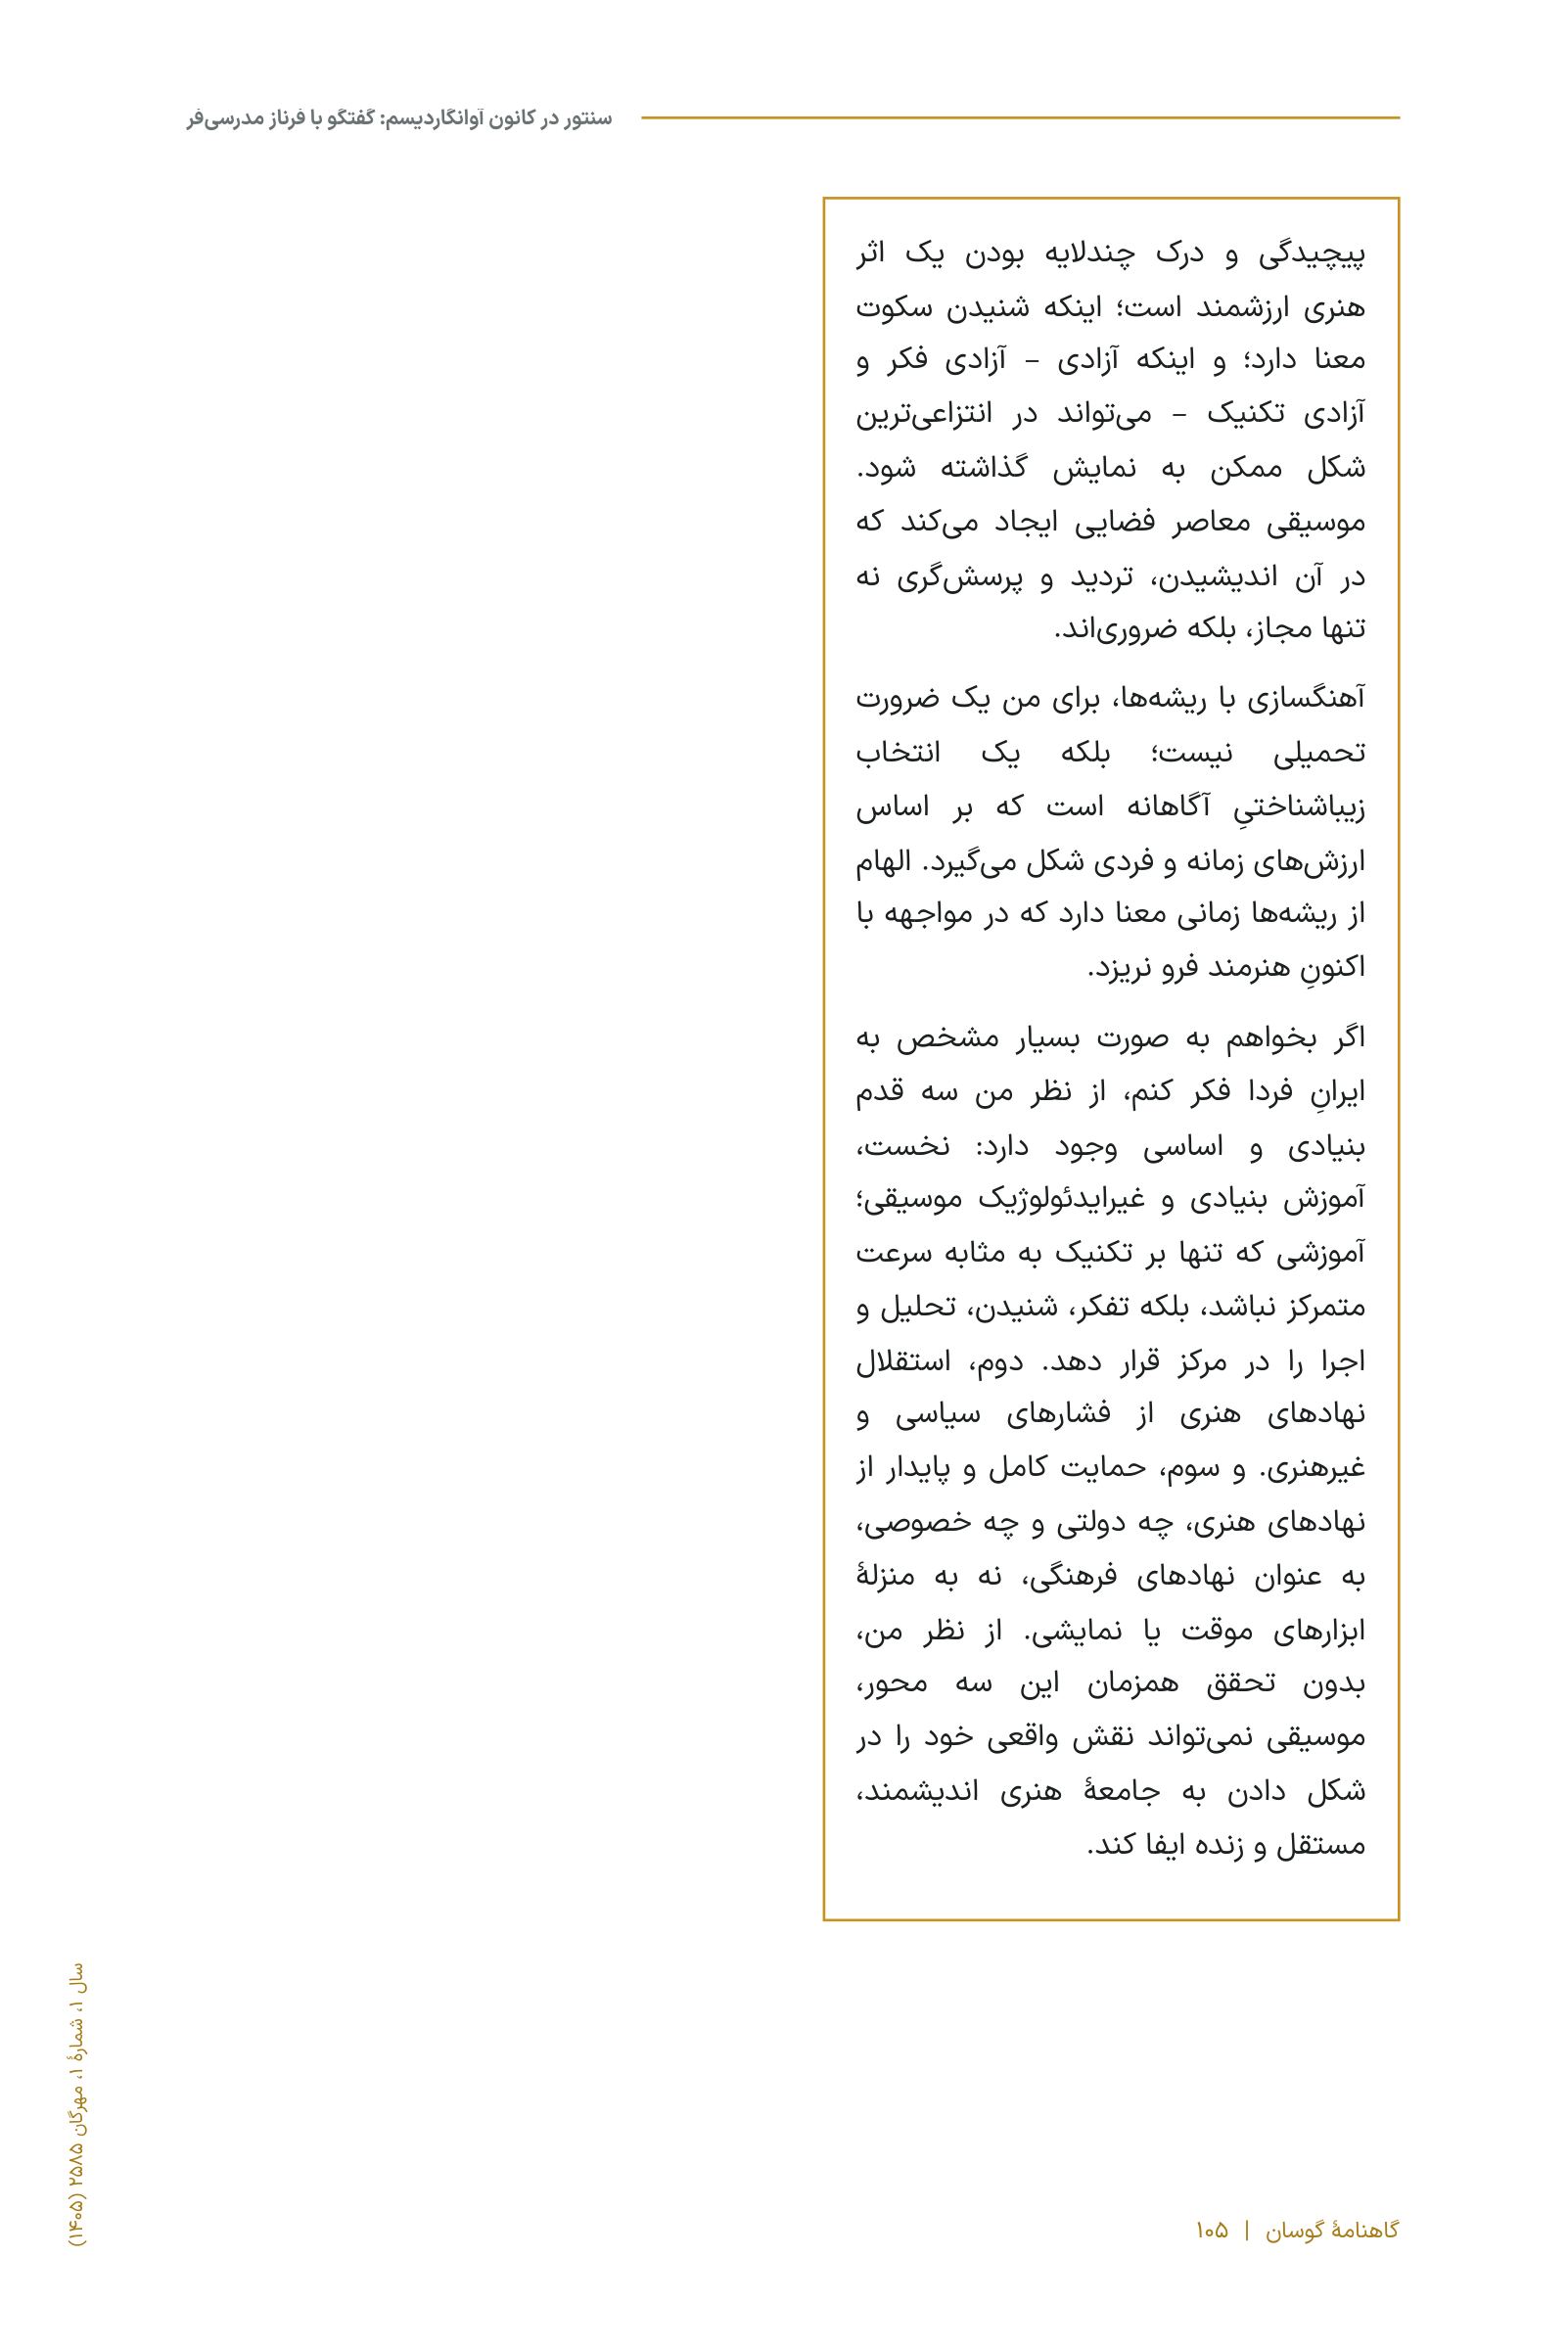 سنتور در کانون آوانگاردیسم: گفتگو با فرناز مدرسی‌فر
پیچیدگی و درک چندلایه بودن یک اثر
هنری ارزشمند است؛ اینکه شنیدن سکوت
معنا دارد؛ و اینکه آزادی – آزادی فکر و
آزادی تکنیک – می‌تواند در انتزاعی‌ترین
شکل ممکن به نمایش گذاشته شود.
موسیقی معاصر فضایی ایجاد می‌کند که
در آن اندیشیدن، تردید و پرسش‌گری نه
تنها مجاز، بلکه ضروری‌اند.
آهنگسازی با ریشه‌ها، برای من یک ضرورت
تحمیلی نیست؛ بلکه یک انتخاب
زیباشناختیِ آگاهانه است که بر اساس
ارزش‌های زمانه و فردی شکل می‌گیرد. الهام
از ریشه‌ها زمانی معنا دارد که در مواجهه با
اکنونِ هنرمند فرو نریزد.
اگر بخواهم به صورت بسیار مشخص به
ایرانِ فردا فکر کنم، از نظر من سه قدم
بنیادی و اساسی وجود دارد: نخست،
آموزش بنیادی و غیرایدئولوژیک موسیقی؛
آموزشی که تنها بر تکنیک به مثابه سرعت
متمرکز نباشد، بلکه تفکر، شنیدن، تحلیل و
اجرا را در مرکز قرار دهد. دوم، استقلال
نهادهای هنری از فشارهای سیاسی و
غیرهنری. و سوم، حمایت کامل و پایدار از
نهادهای هنری، چه دولتی و چه خصوصی،
به عنوان نهادهای فرهنگی، نه به منزلهٔ
ابزارهای موقت یا نمایشی. از نظر من،
بدون تحقق همزمان این سه محور،
موسیقی نمی‌تواند نقش واقعی خود را در
شکل دادن به جامعهٔ هنری اندیشمند،
مستقل و زنده ایفا کند.
سال ۱، شمارهٔ ۱، مهرگان ۲۵۸۵ (۱۴۰۵)
گاهنامهٔ گوسان | ۱۰۵